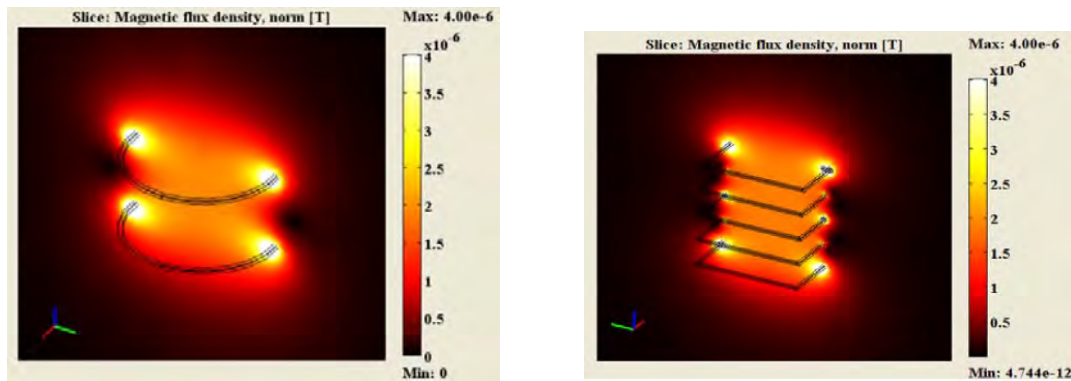 Slice: Magnetic flux density, norm [T]
Max: 4.00e-6
x10-6
4
3.5
3
2.5
2
1.5
1
0.5
0
Min: 0
Slice: Magnetic flux density, norm [T]
Max: 4.00e-6
x10-6
4
3.5
3
2.5
2
1.5
1
0.5
Min: 4.744e-12